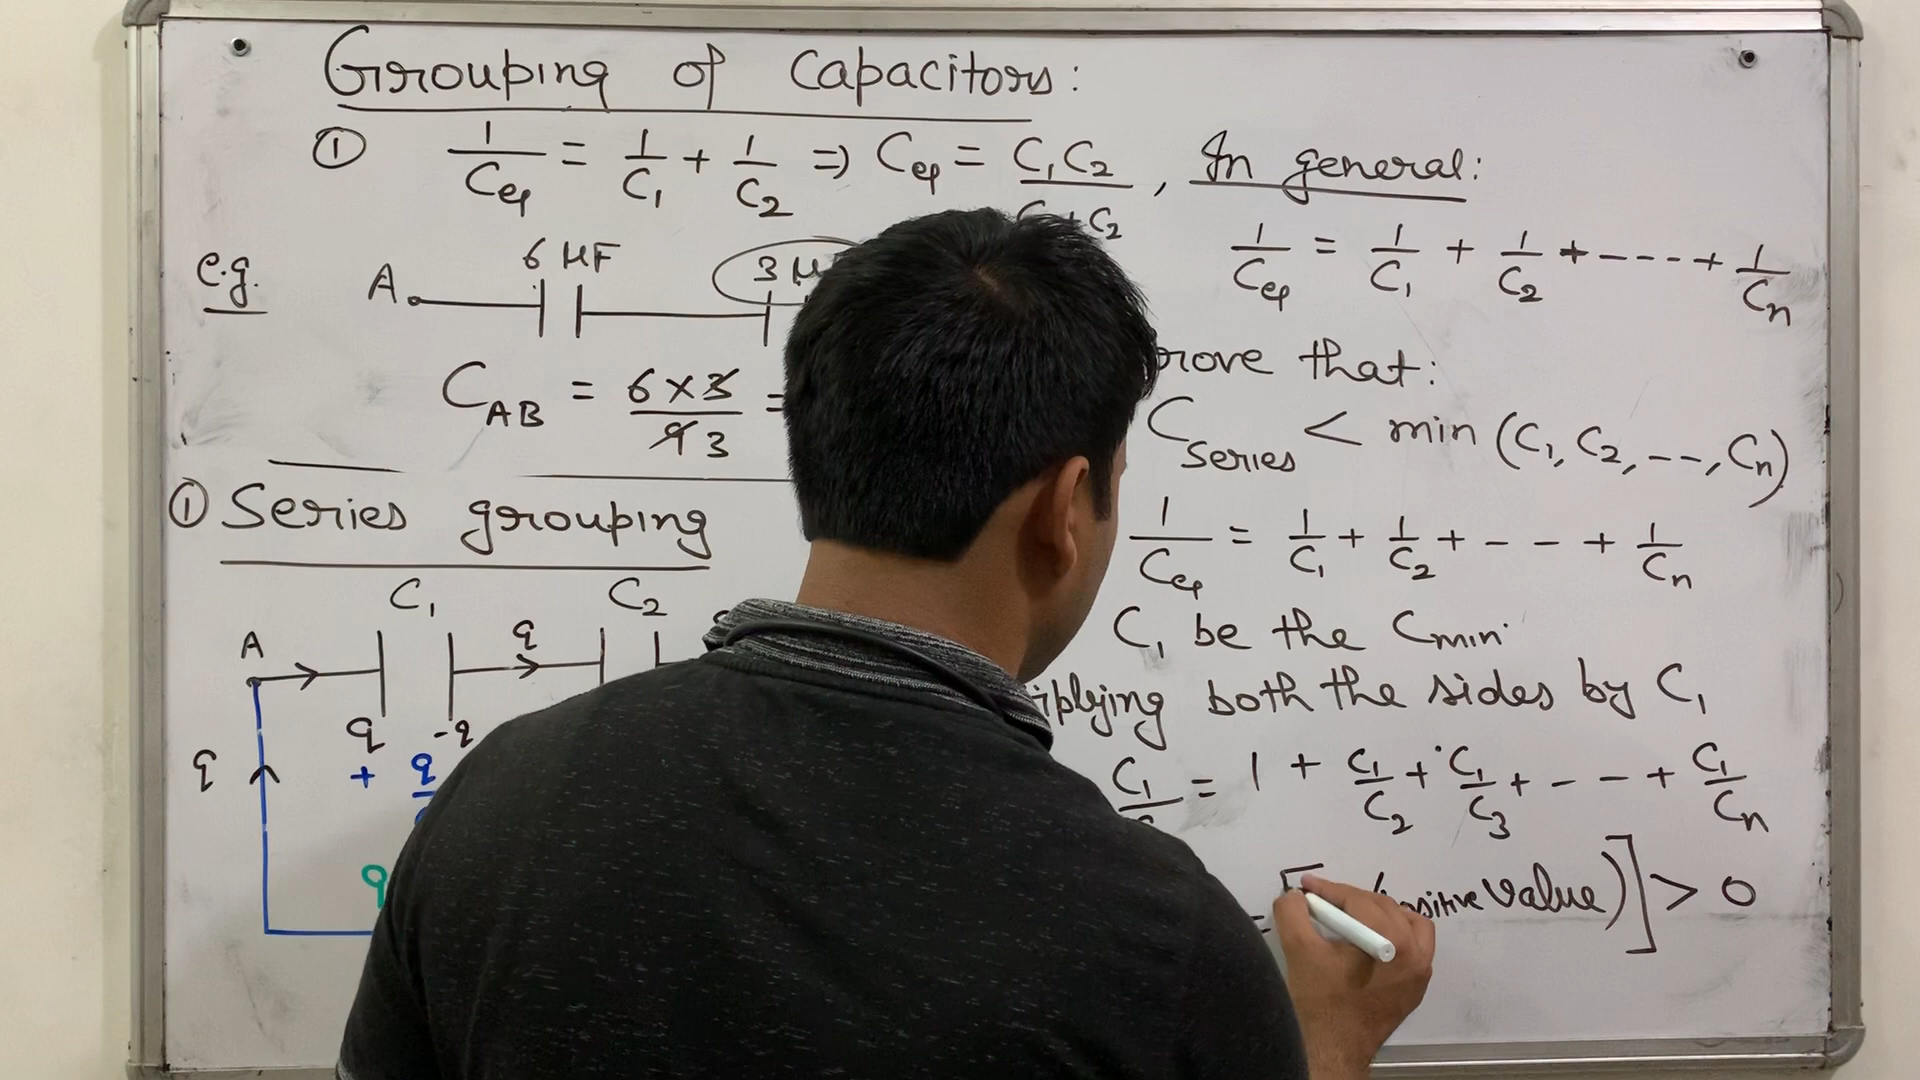 Grouping of Capacitors:
① 1/Ceq = 1/C₁ + 1/C₂ ⇒ Ceq = C₁C₂ / C₁+C₂ , In general:
1/Ceq = 1/C₁ + 1/C₂ + ---- + 1/Cn
e.g. A 6 μF 3 μ
C_AB = 6×3 / 9 3 =
prove that:
C_Series < min (C₁, C₂, --, Cn)
1/Ceq = 1/C₁ + 1/C₂ + - - - + 1/Cn
C₁ be the Cmin.
iplying both the sides by C₁
C₁/ = 1 + C₁/C₂ + C₁/C₃ + - - - + C₁/Cn
= [ positive value)] > 0
① Series grouping
C₁ C₂
A q
q -q
q + q
q